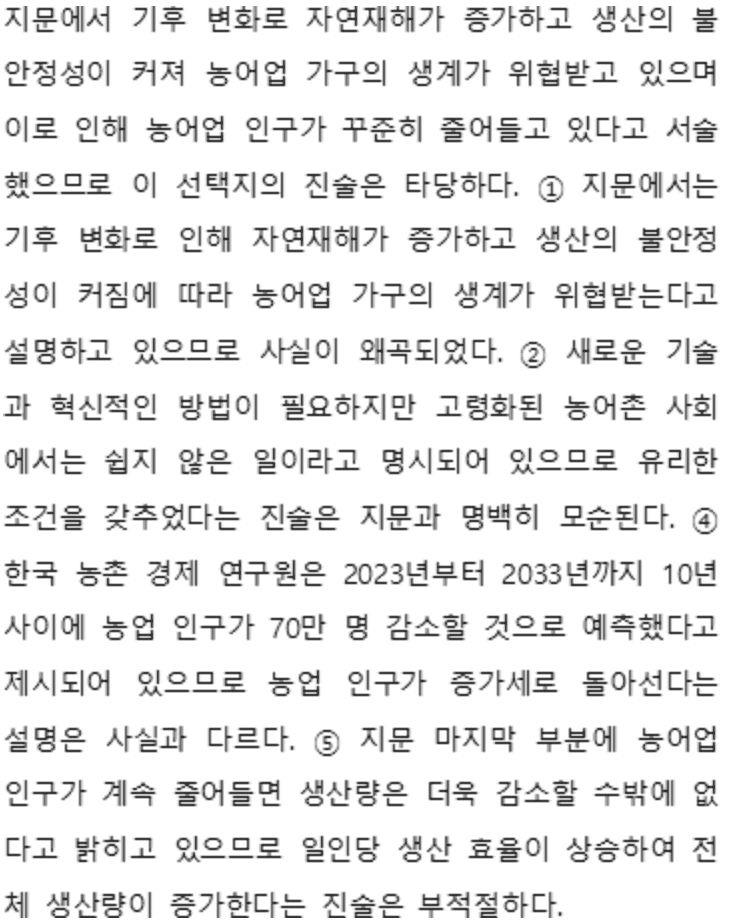 지문에서 기후 변화로 자연재해가 증가하고 생산의 불
안정성이 커져 농어업 가구의 생계가 위협받고 있으며
이로 인해 농어업 인구가 꾸준히 줄어들고 있다고 서술
했으므로 이 선택지의 진술은 타당하다. ① 지문에서는
기후 변화로 인해 자연재해가 증가하고 생산의 불안정
성이 커짐에 따라 농어업 가구의 생계가 위협받는다고
설명하고 있으므로 사실이 왜곡되었다. ② 새로운 기술
과 혁신적인 방법이 필요하지만 고령화된 농어촌 사회
에서는 쉽지 않은 일이라고 명시되어 있으므로 유리한
조건을 갖추었다는 진술은 지문과 명백히 모순된다. ④
한국 농촌 경제 연구원은 2023년부터 2033년까지 10년
사이에 농업 인구가 70만 명 감소할 것으로 예측했다고
제시되어 있으므로 농업 인구가 증가세로 돌아선다는
설명은 사실과 다르다. ⑤ 지문 마지막 부분에 농어업
인구가 계속 줄어들면 생산량은 더욱 감소할 수밖에 없
다고 밝히고 있으므로 일인당 생산 효율이 상승하여 전
체 생산량이 증가한다는 진술은 부적절하다.